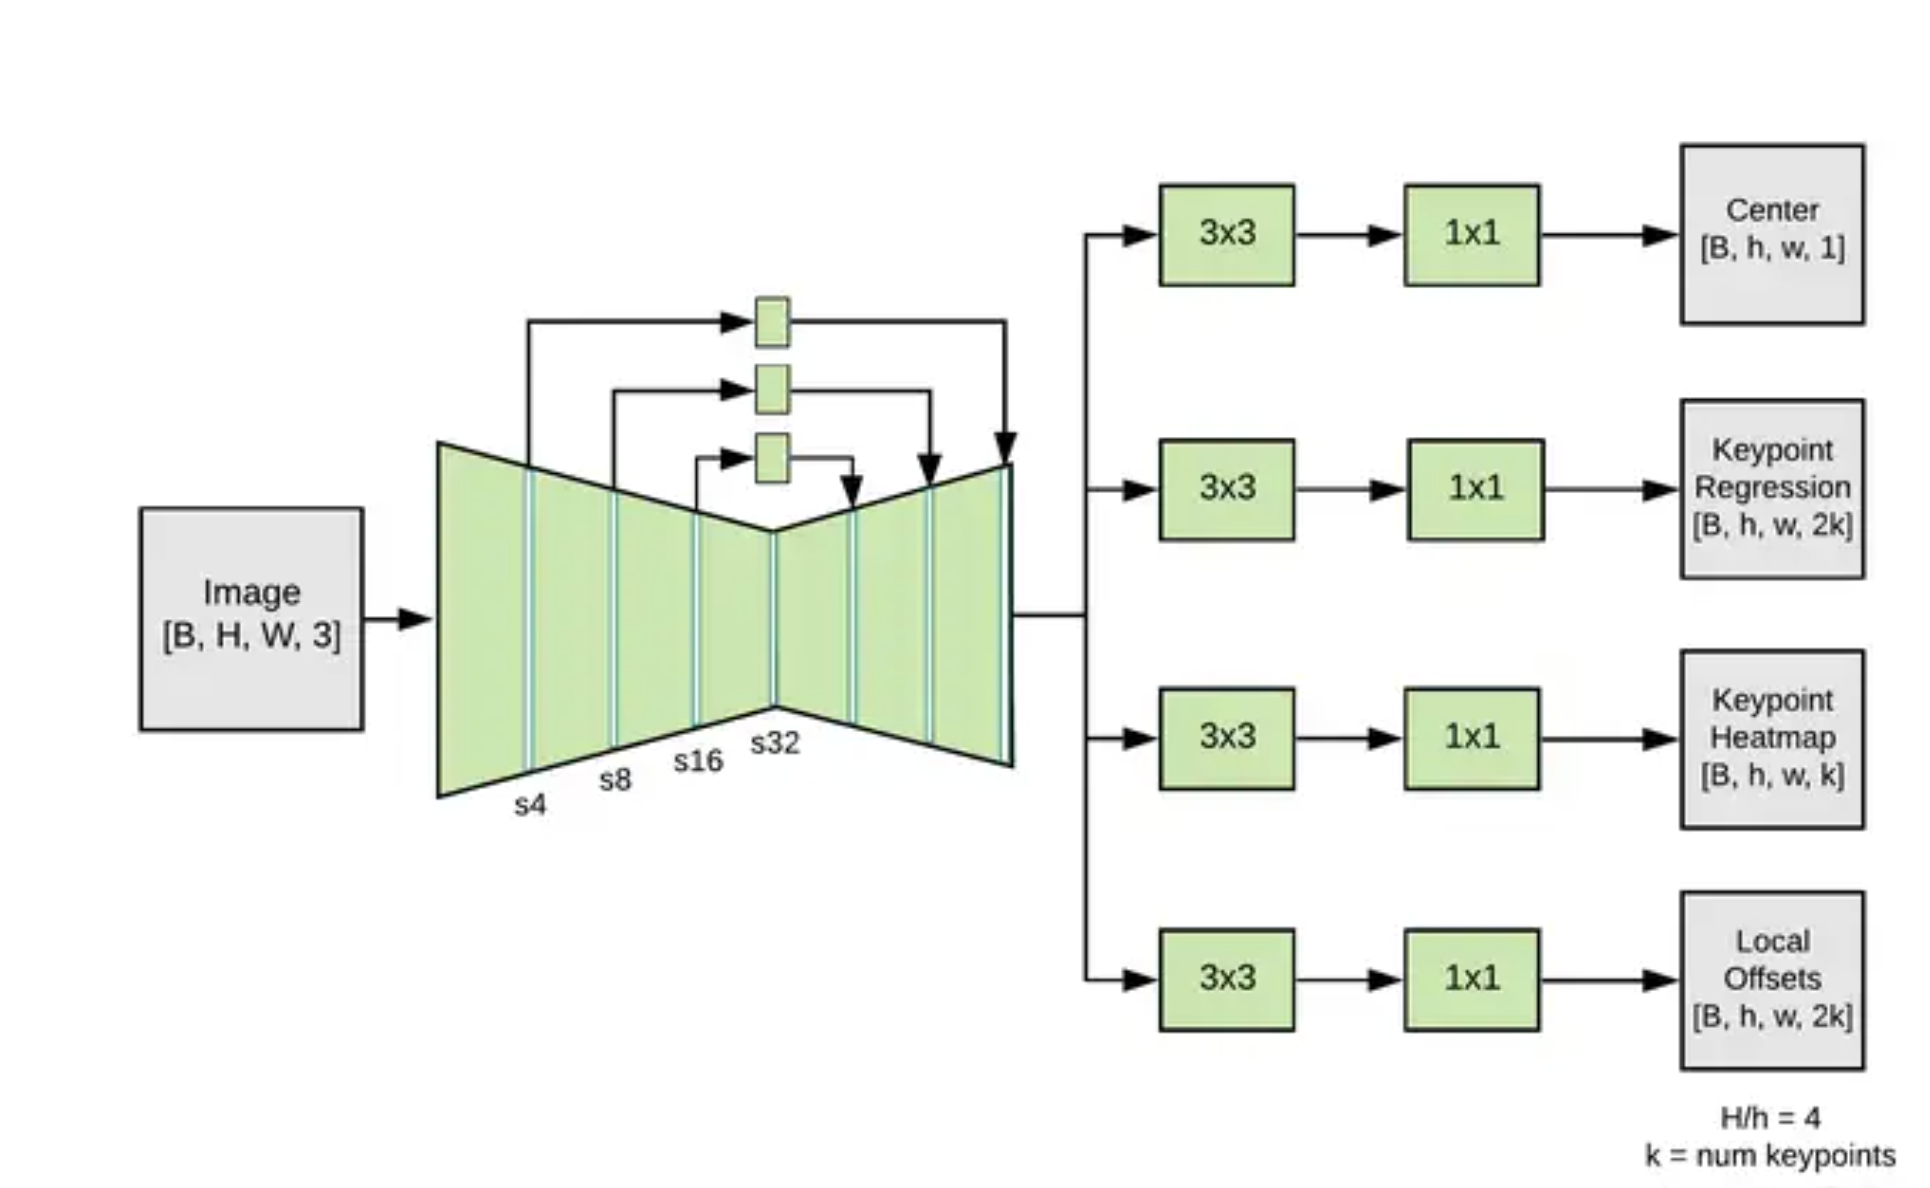 Image
[B, H, W, 3]
s4
s8
s16
s32
3x3
1x1
Center
[B, h, w, 1]
3x3
1x1
Keypoint
Regression
[B, h, w, 2k]
3x3
1x1
Keypoint
Heatmap
[B, h, w, k]
3x3
1x1
Local
Offsets
[B, h, w, 2k]
H/h = 4
k = num keypoints